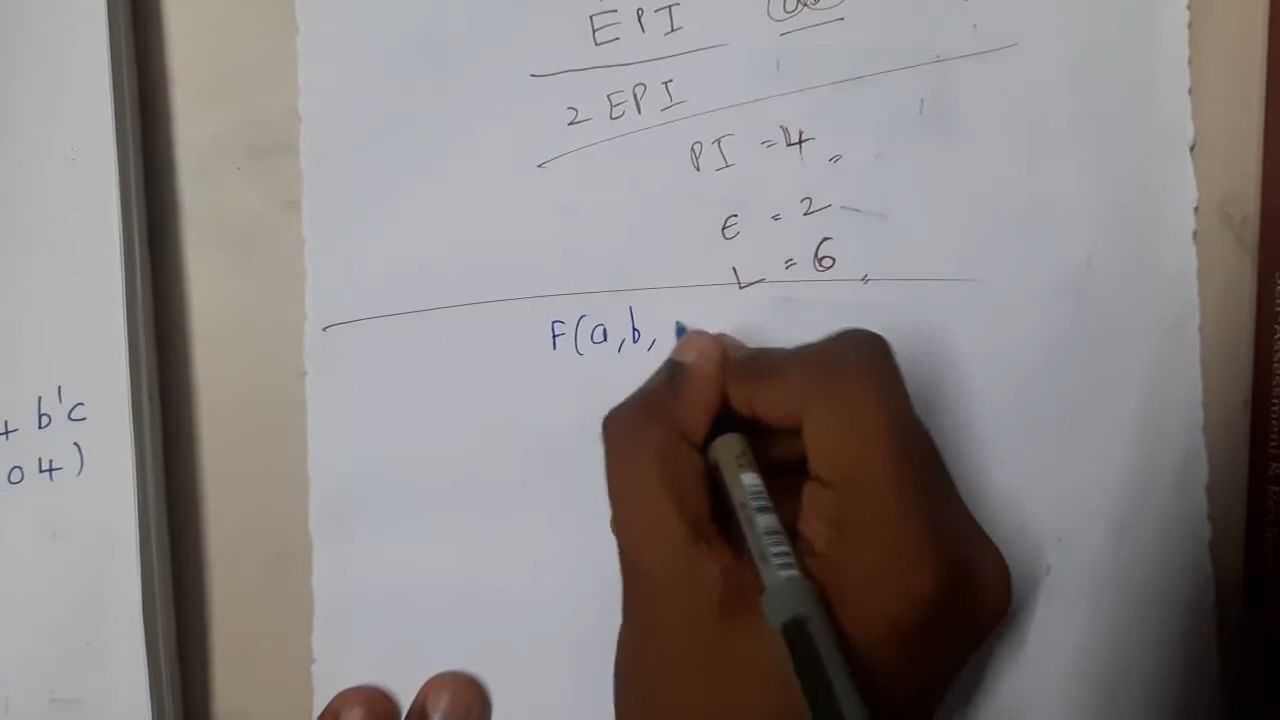 EPI
2 EPI
PI = 4
E = 2
L = 6
F(a,b,
+ b'c
04)